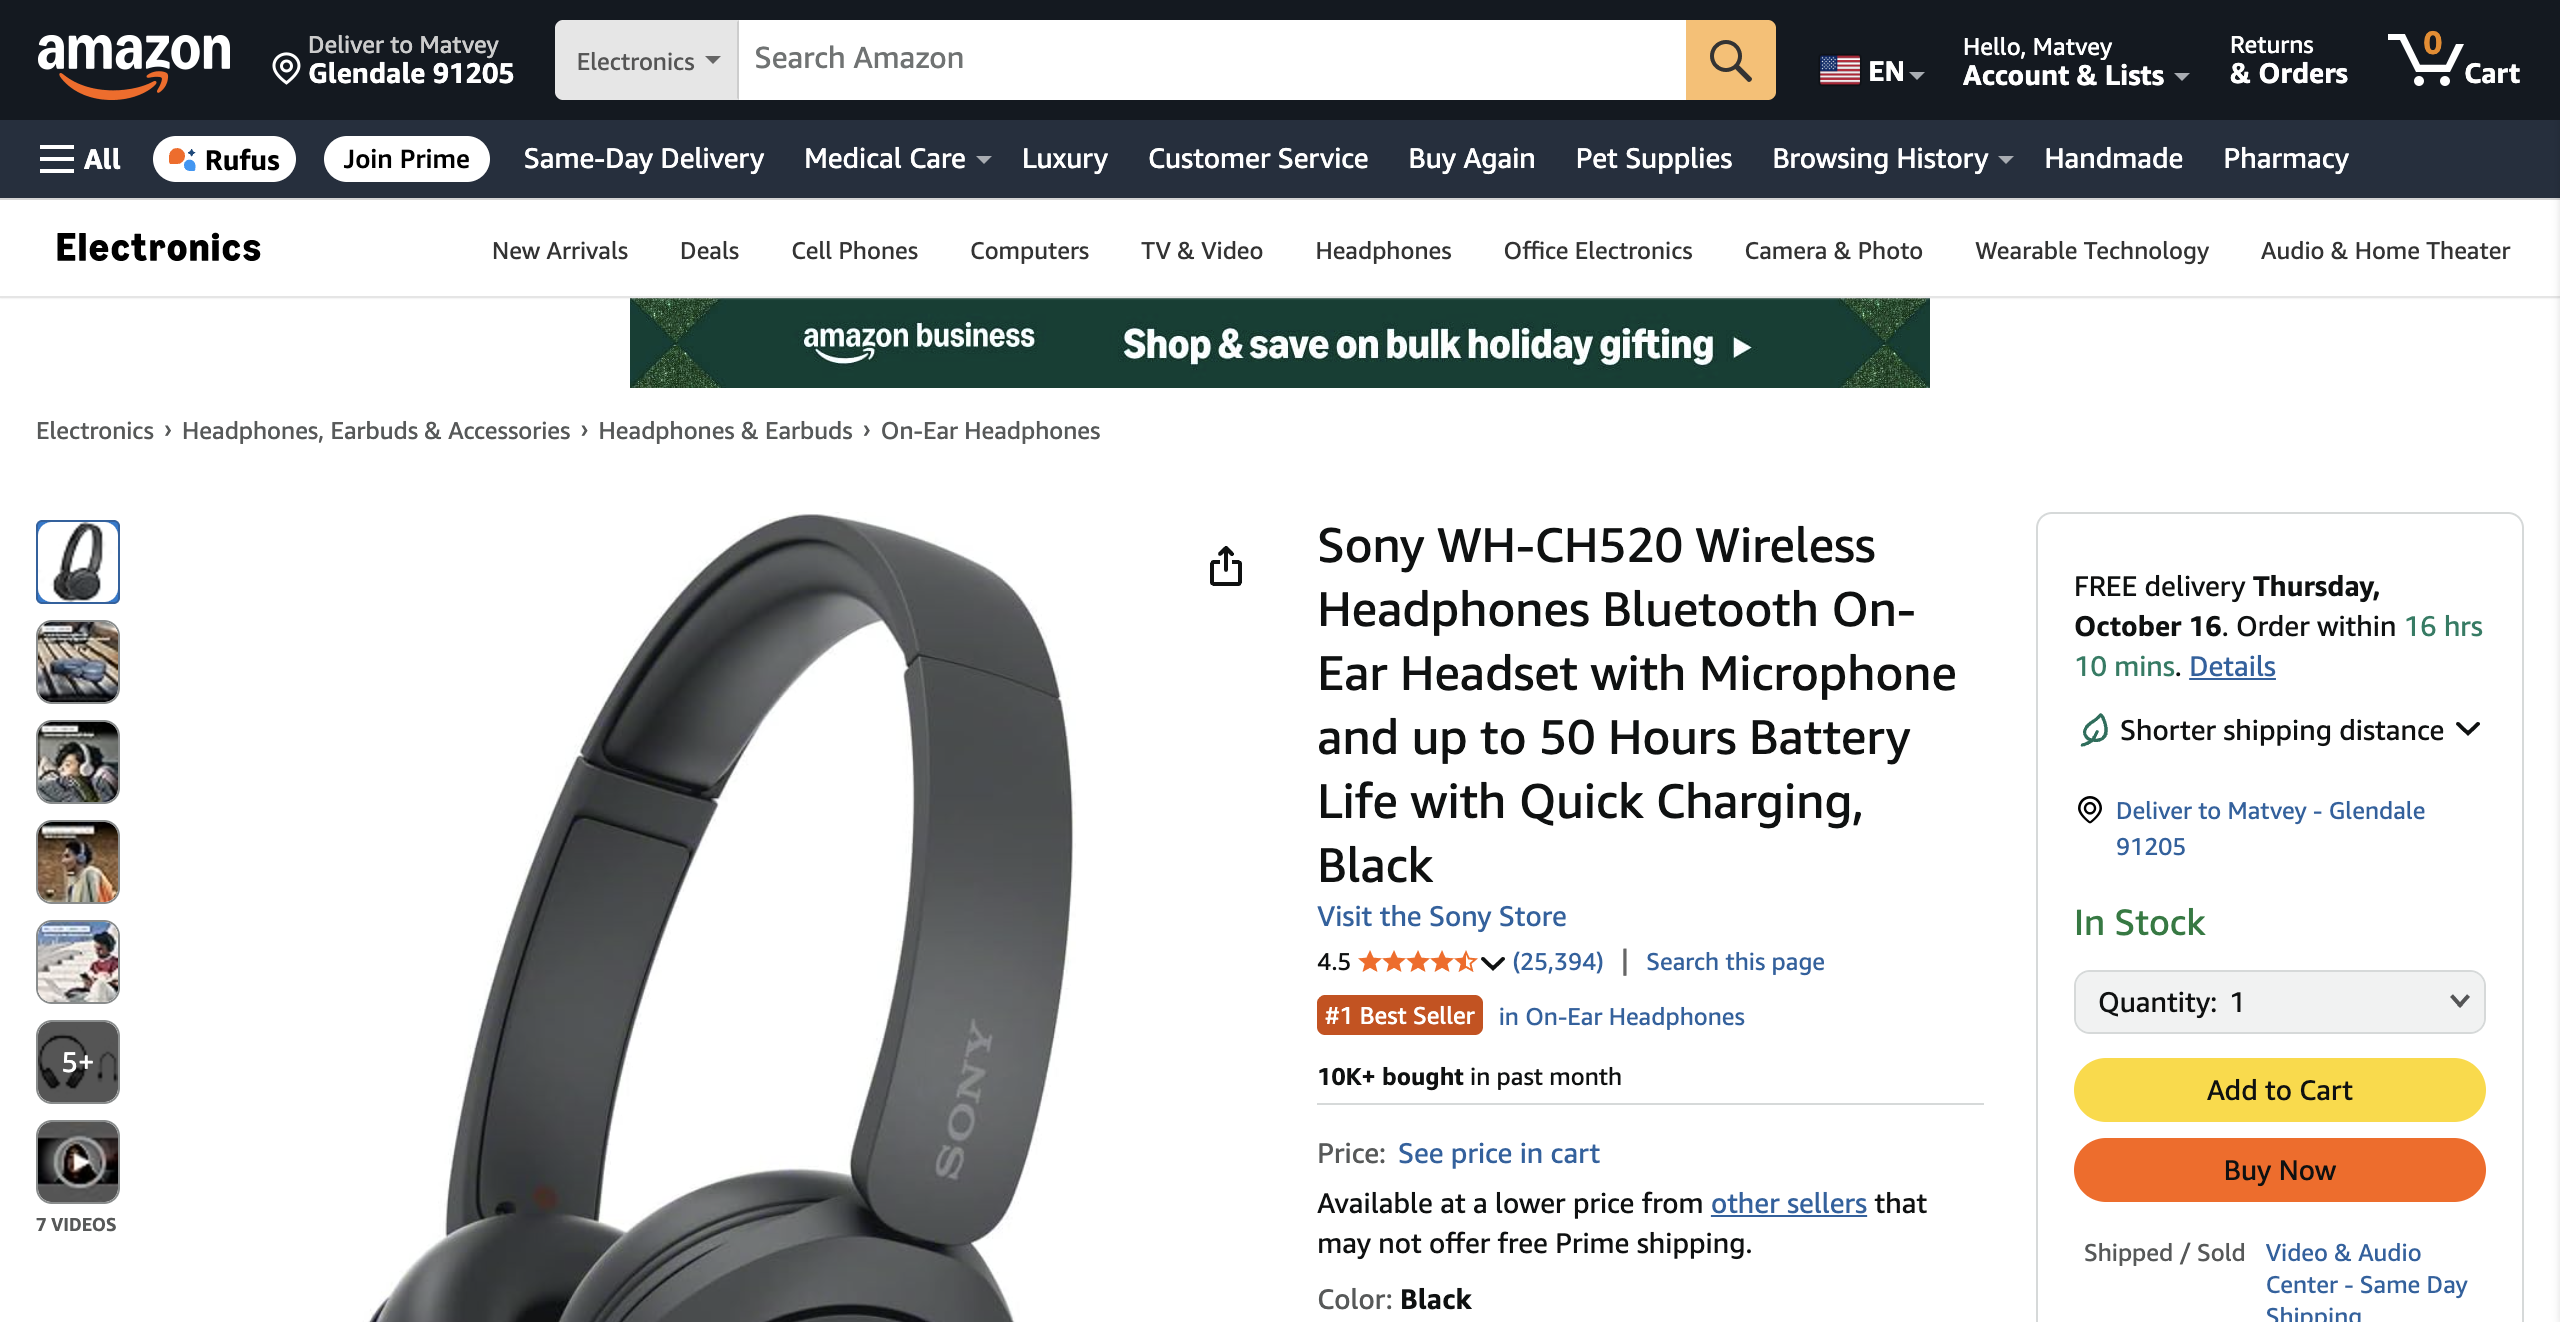 amazon
Deliver to Matvey
Glendale 91205
Electronics
Search Amazon
EN
Hello, Matvey
Account & Lists
Returns
& Orders
0
Cart
All
Rufus
Join Prime
Same-Day Delivery
Medical Care
Luxury
Customer Service
Buy Again
Pet Supplies
Browsing History
Handmade
Pharmacy
Electronics
New Arrivals
Deals
Cell Phones
Computers
TV & Video
Headphones
Office Electronics
Camera & Photo
Wearable Technology
Audio & Home Theater
amazon business
Shop & save on bulk holiday gifting
Electronics › Headphones, Earbuds & Accessories › Headphones & Earbuds › On-Ear Headphones
5+
7 VIDEOS
SONY
Sony WH-CH520 Wireless
Headphones Bluetooth On-
Ear Headset with Microphone
and up to 50 Hours Battery
Life with Quick Charging,
Black
Visit the Sony Store
4.5 (25,394) | Search this page
#1 Best Seller in On-Ear Headphones
10K+ bought in past month
Price: See price in cart
Available at a lower price from other sellers that
may not offer free Prime shipping.
Color: Black
FREE delivery Thursday,
October 16. Order within 16 hrs
10 mins. Details
Shorter shipping distance
Deliver to Matvey - Glendale
91205
In Stock
Quantity: 1
Add to Cart
Buy Now
Shipped / Sold
Video & Audio
Center - Same Day
Shipping